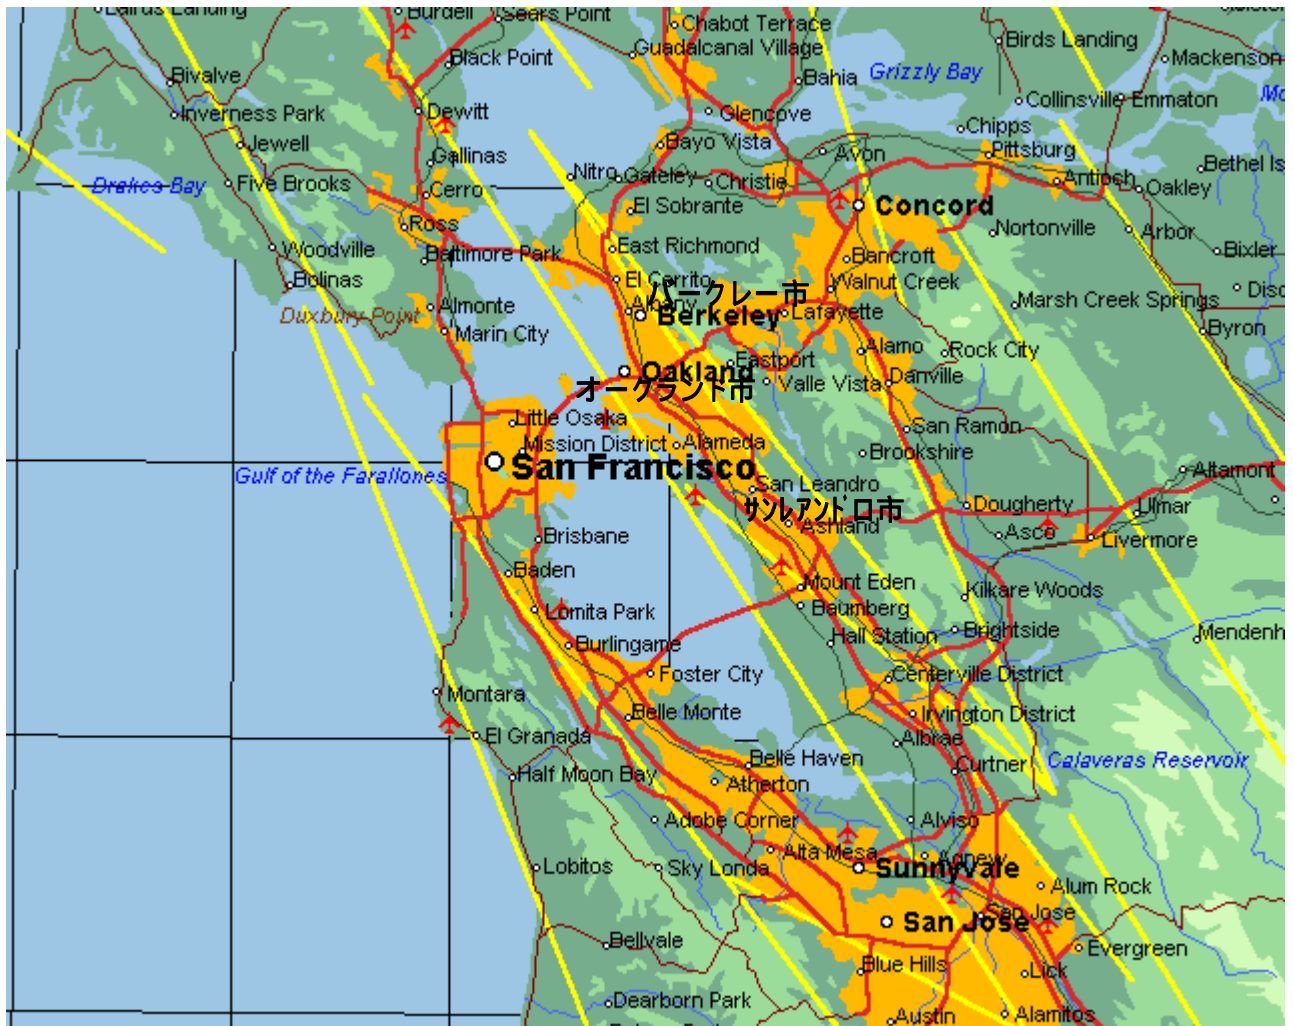 Lairds Landing
Burdell
Sears Point
Chabot Terrace
Birds Landing
Guadalcanal Village
Black Point
Mackenson
Bivalve
Bahia
Grizzly Bay
Inverness Park
Dewitt
Glencove
Collinsville
Emmaton
Chipps
Jewell
Bayo Vista
Avon
Pittsburg
Gallinas
Bethel Is
Drakes Bay
Five Brooks
Cerro
Nitro
Gateley
Christie
Antioch
Oakley
El Sobrante
Concord
Ross
Nortonville
Arbor
Woodville
Baltimore Park
East Richmond
Bancroft
Bixler
Bolinas
El Cerrito
Walnut Creek
バークレー市
Marsh Creek Springs
Disc
Almonte
Albany
Duxbury Point
Berkeley
Lafayette
Marin City
Byron
Alamo
Rock City
Eastport
Oakland
Valle Vista
Danville
オークランド市
Little Osaka
San Ramon
Mission District
Alameda
Brookshire
San Francisco
Altamont
Gulf of the Farallones
San Leandro
Dougherty
Ulmar
サンレアンドロ市
Ashland
Asco
Livermore
Brisbane
Baden
Mount Eden
Kilkare Woods
Lomita Park
Baumberg
Hall Station
Brightside
Mendenh
Burlingame
Foster City
Centerville District
Montara
Belle Monte
Irvington District
El Granada
Albrae
Belle Haven
Curtner
Calaveras Reservoir
Half Moon Bay
Atherton
Adobe Corner
Alviso
Alta Mesa
Agnew
Lobitos
Sky Londa
Sunnyvale
Alum Rock
San Jose
San Jose
Bellvale
Evergreen
Blue Hills
Lick
Dearborn Park
Austin
Alamitos